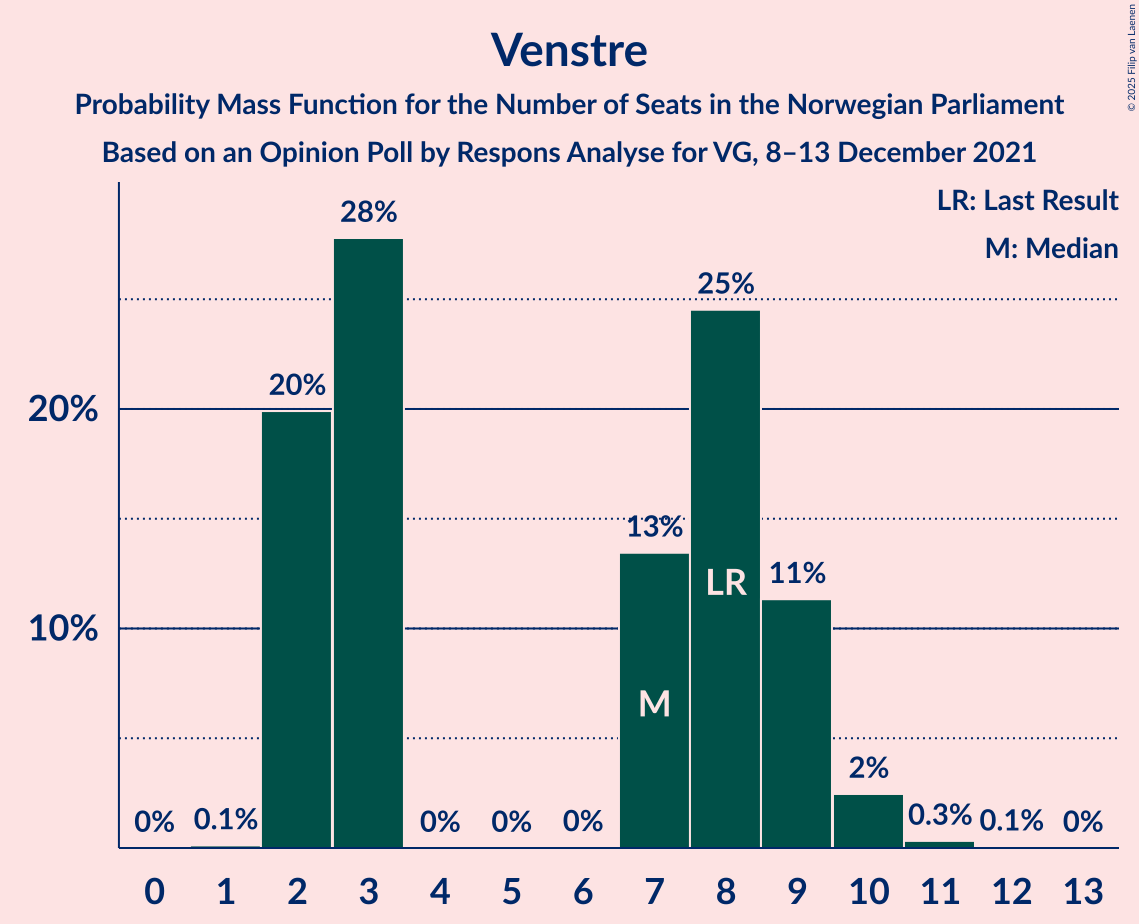 Venstre
Probability Mass Function for the Number of Seats in the Norwegian Parliament
Based on an Opinion Poll by Respons Analyse for VG, 8–13 December 2021
© 2025 Filip van Laenen
LR: Last Result
M: Median
28%
25%
20%
20%
13%
LR
11%
10%
M
2%
0% 0.1% 0% 0% 0% 0.3% 0.1% 0%
0 1 2 3 4 5 6 7 8 9 10 11 12 13